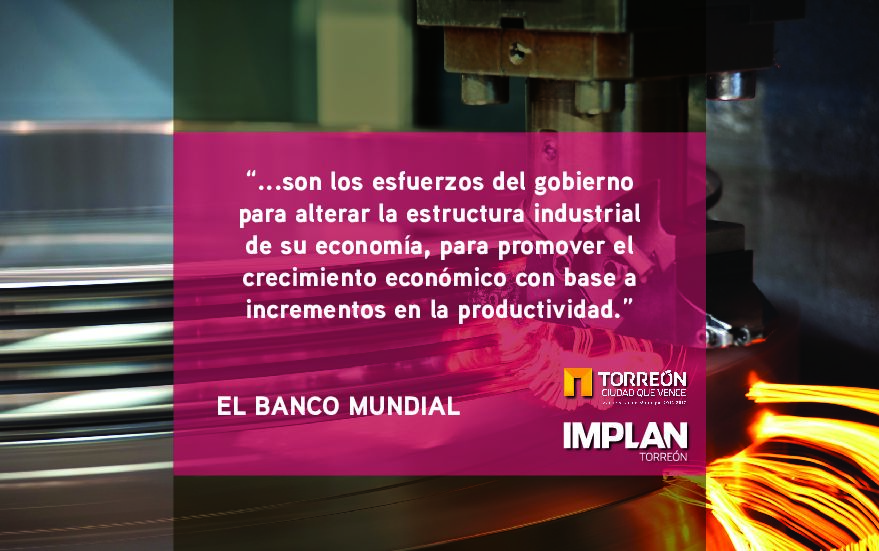 “...son los esfuerzos del gobierno
para alterar la estructura industrial
de su economía, para promover el
crecimiento económico con base a
incrementos en la productividad.”
EL BANCO MUNDIAL
TORREÓN
CIUDAD QUE VENCE
IMPLAN
TORREÓN